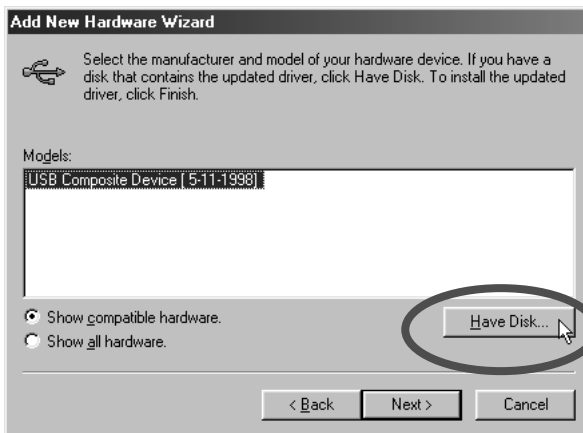 Add New Hardware Wizard
Select the manufacturer and model of your hardware device. If you have a
disk that contains the updated driver, click Have Disk. To install the updated
driver, click Finish.
Models:
USB Composite Device [ 5-11-1998]
Show compatible hardware.
Have Disk...
Show all hardware.
< Back
Next >
Cancel